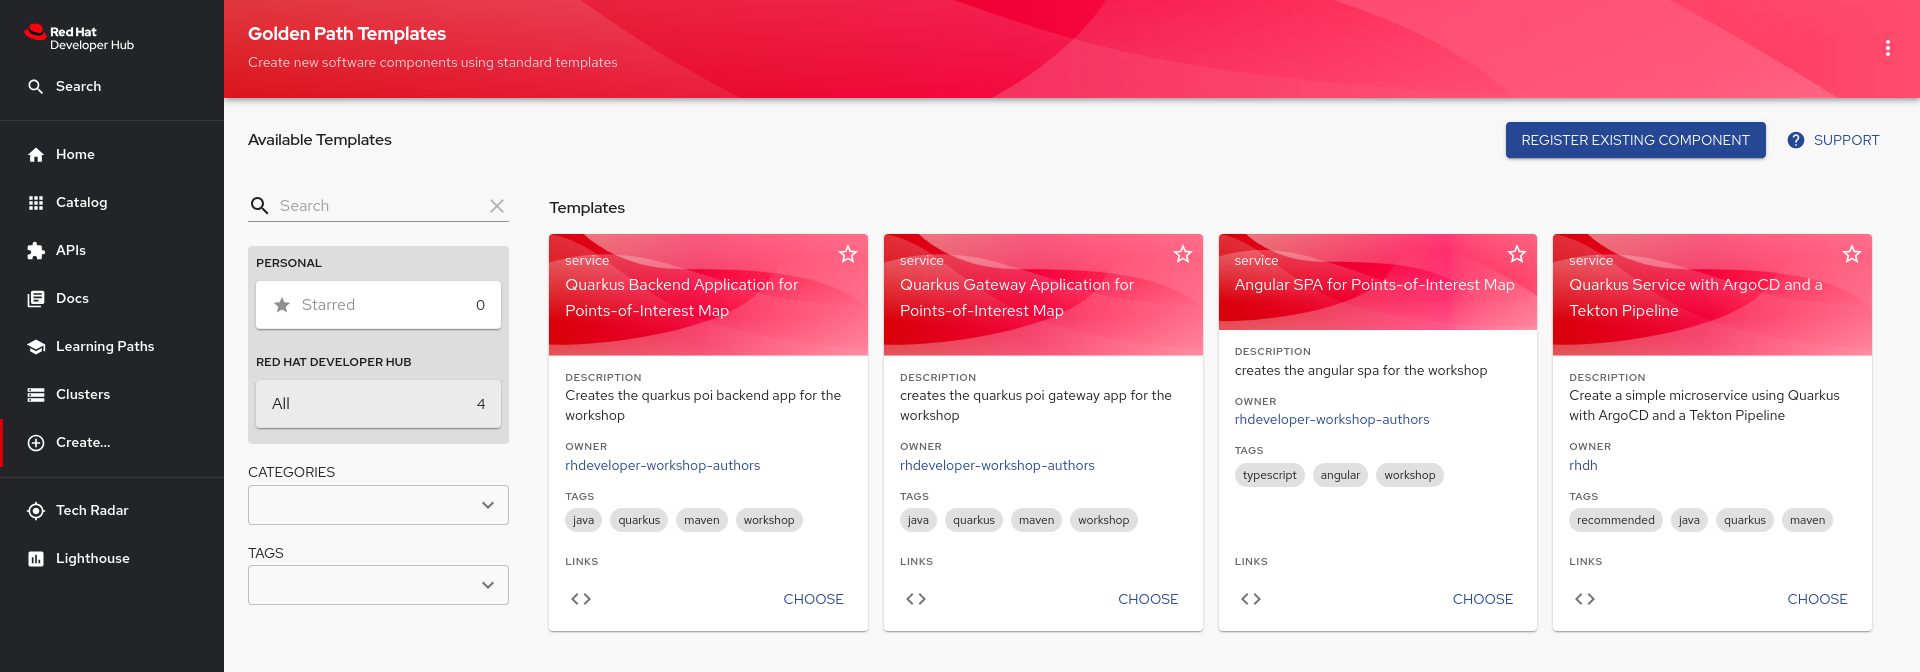 Red Hat
Developer Hub
Search
Home
Catalog
APIs
Docs
Learning Paths
Clusters
Create...
Tech Radar
Lighthouse
Golden Path Templates
Create new software components using standard templates
Available Templates
REGISTER EXISTING COMPONENT
SUPPORT
Search
PERSONAL
Starred 0
RED HAT DEVELOPER HUB
All 4
CATEGORIES
TAGS
Templates
service
Quarkus Backend Application for
Points-of-Interest Map
DESCRIPTION
Creates the quarkus poi backend app for the
workshop
OWNER
rhdeveloper-workshop-authors
TAGS
java quarkus maven workshop
LINKS
CHOOSE
service
Quarkus Gateway Application for
Points-of-Interest Map
DESCRIPTION
creates the quarkus poi gateway app for the
workshop
OWNER
rhdeveloper-workshop-authors
TAGS
java quarkus maven workshop
LINKS
CHOOSE
service
Angular SPA for Points-of-Interest Map
DESCRIPTION
creates the angular spa for the workshop
OWNER
rhdeveloper-workshop-authors
TAGS
typescript angular workshop
LINKS
CHOOSE
service
Quarkus Service with ArgoCD and a
Tekton Pipeline
DESCRIPTION
Create a simple microservice using Quarkus
with ArgoCD and a Tekton Pipeline
OWNER
rhdh
TAGS
recommended java quarkus maven
LINKS
CHOOSE